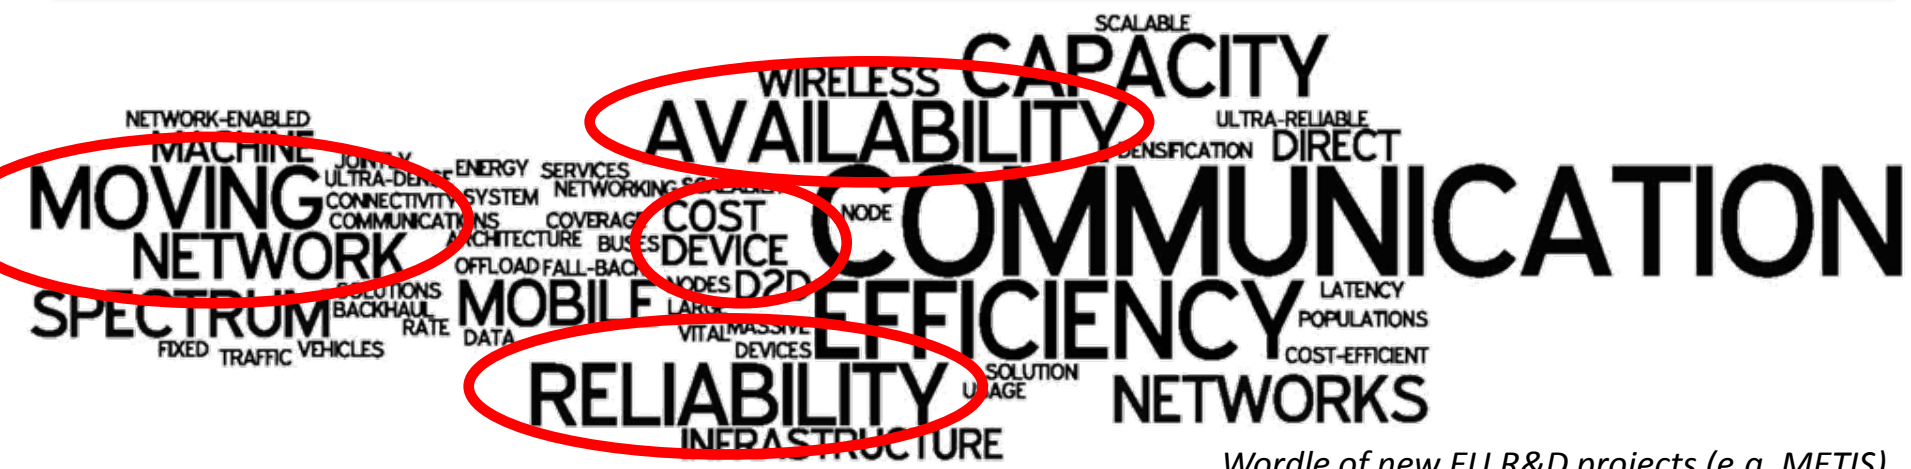 SCALABLE
CAPACITY
WIRELESS
AVAILABILITY
ULTRA-RELIABLE
DENSIFICATION DIRECT
NETWORK-ENABLED
MACHINE
JOINTLY
MOVING
ULTRA-DENSE
CONNECTIVITY
COMMUNICATIONS
NETWORK
ENERGY SERVICES
SYSTEM NETWORKING SCALABILITY
COVERAGE
ARCHITECTURE BUSES
OFFLOAD FALL-BACK
COST
DEVICE
NODES D2D
NODE
COMMUNICATION
SPECTRUM
SOLUTIONS
BACKHAUL
RATE
FIXED TRAFFIC VEHICLES
MOBILE
DATA
LARGE
VITAL MASSIVE
DEVICES
EFFICIENCY
LATENCY
POPULATIONS
COST-EFFICIENT
RELIABILITY
SOLUTION
USAGE
NETWORKS
INFRASTRUCTURE
Wordle of new EU R&D projects (e.g. METIS)